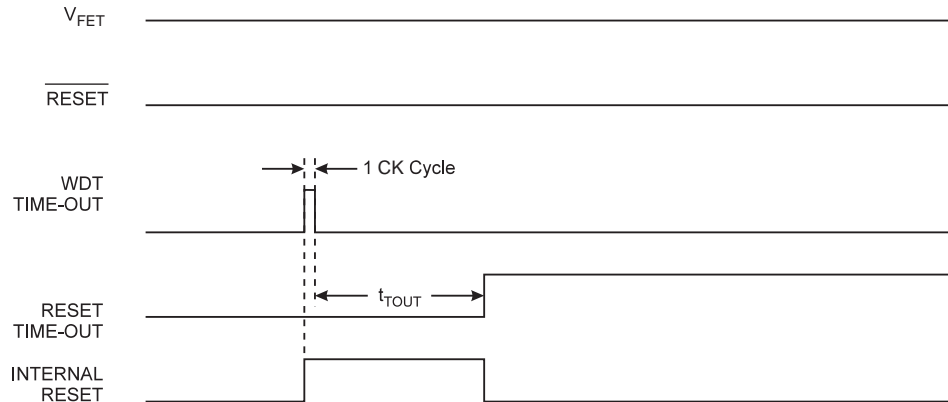 VFET
RESET
1 CK Cycle
WDT
TIME-OUT
tTOUT
RESET
TIME-OUT
INTERNAL
RESET